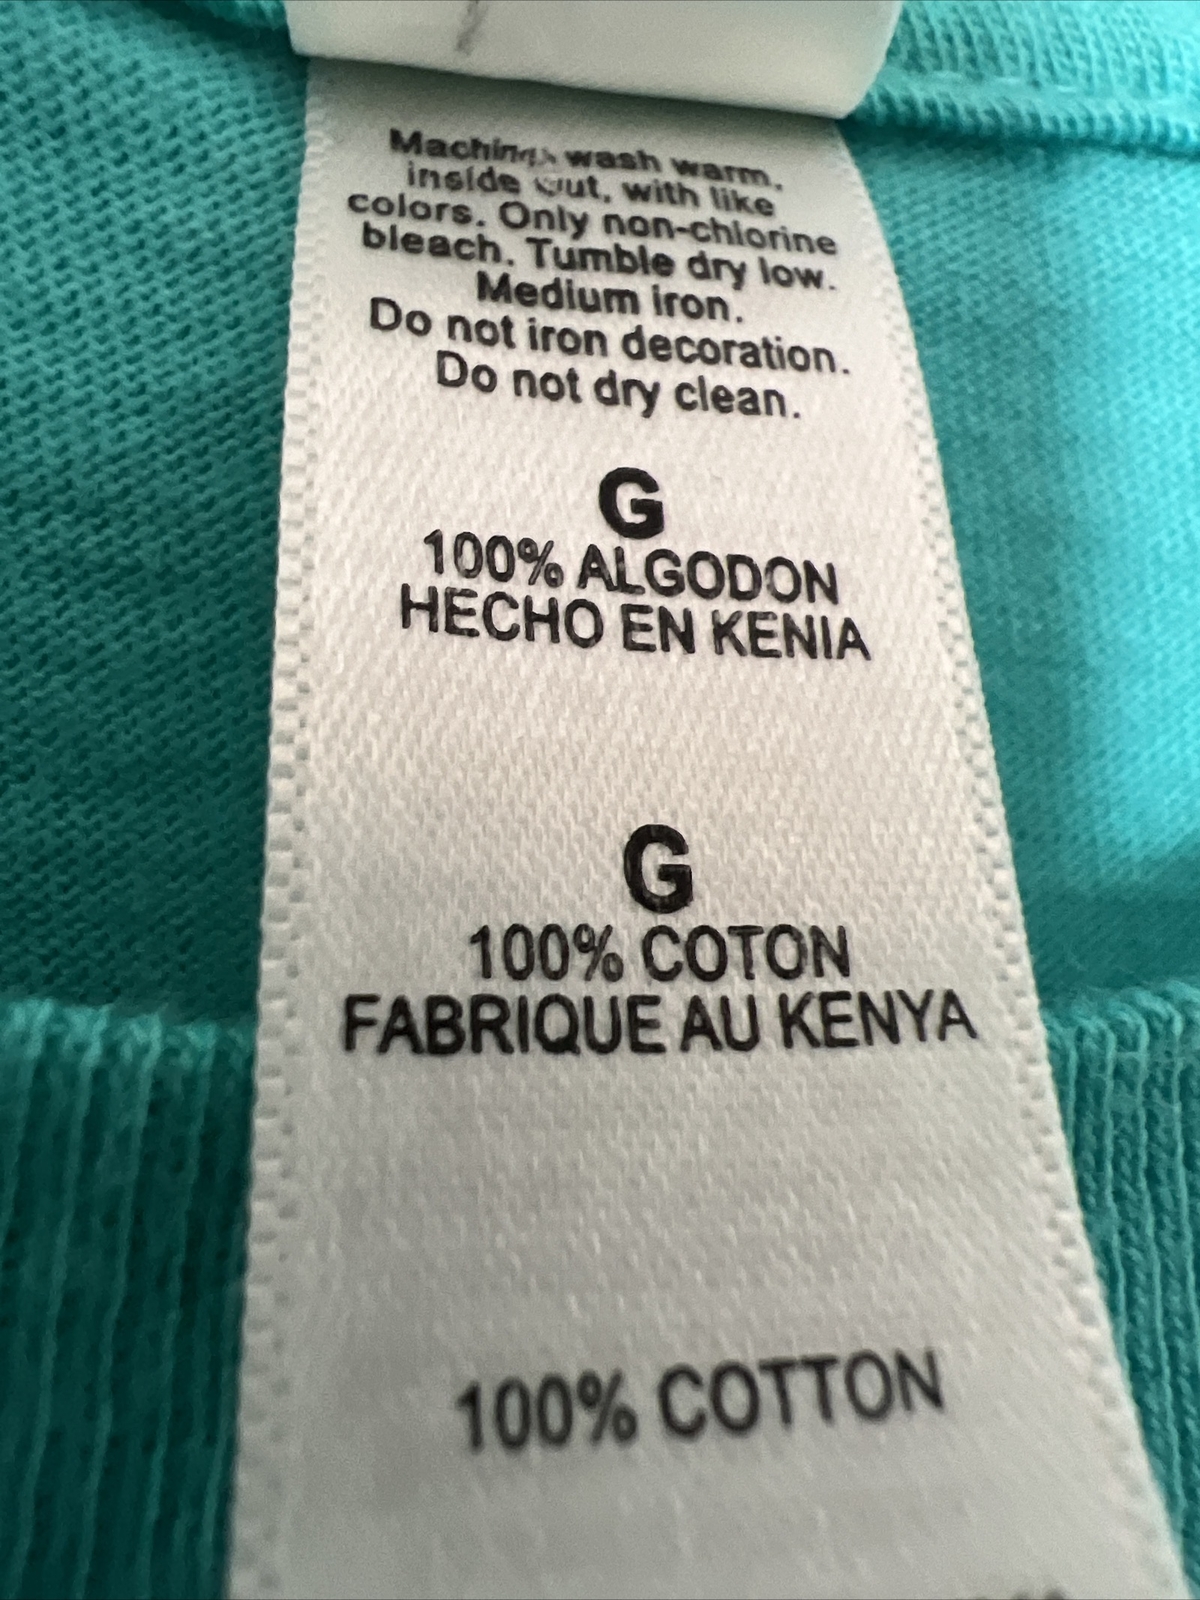 Machine wash warm,
inside out, with like
colors. Only non-chlorine
bleach. Tumble dry low.
Medium iron.
Do not iron decoration.
Do not dry clean.
G
100% ALGODON
HECHO EN KENIA
G
100% COTON
FABRIQUE AU KENYA
100% COTTON